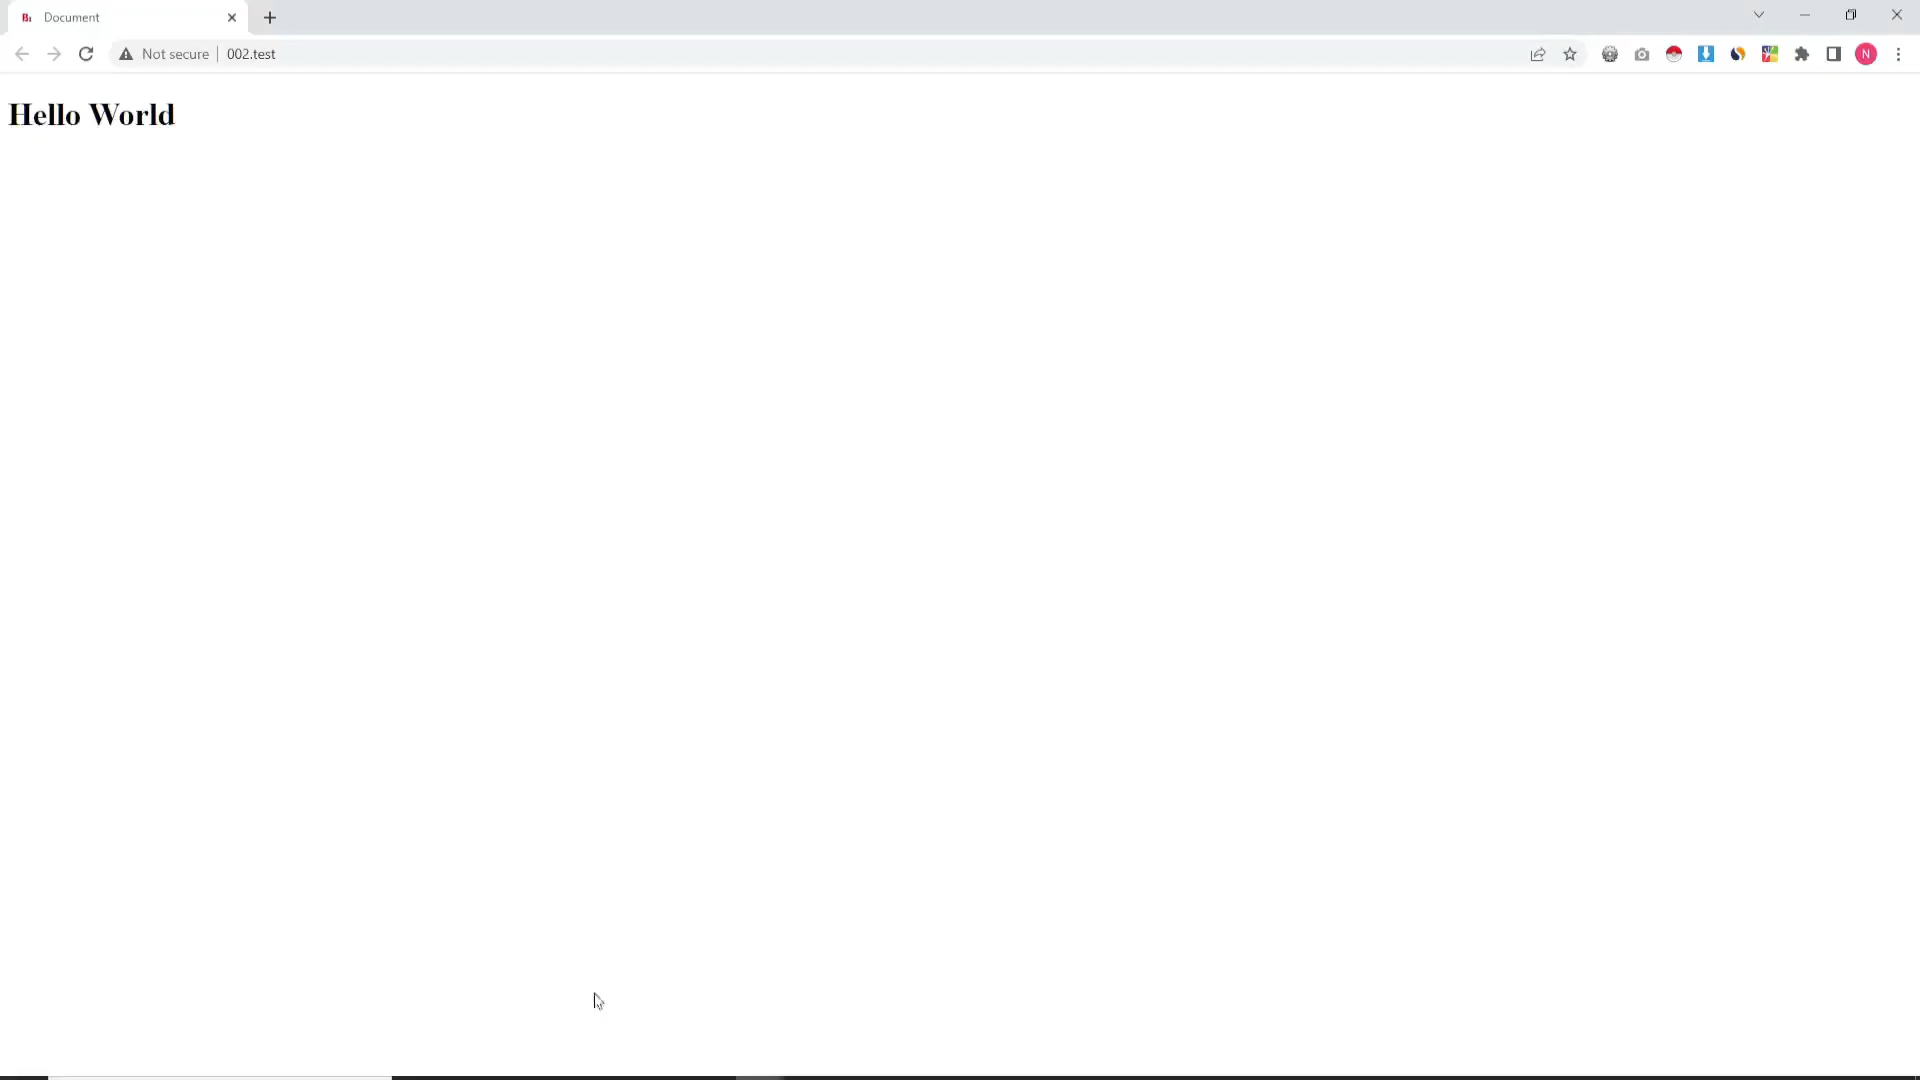 Document
Not secure
002.test
N
Hello World